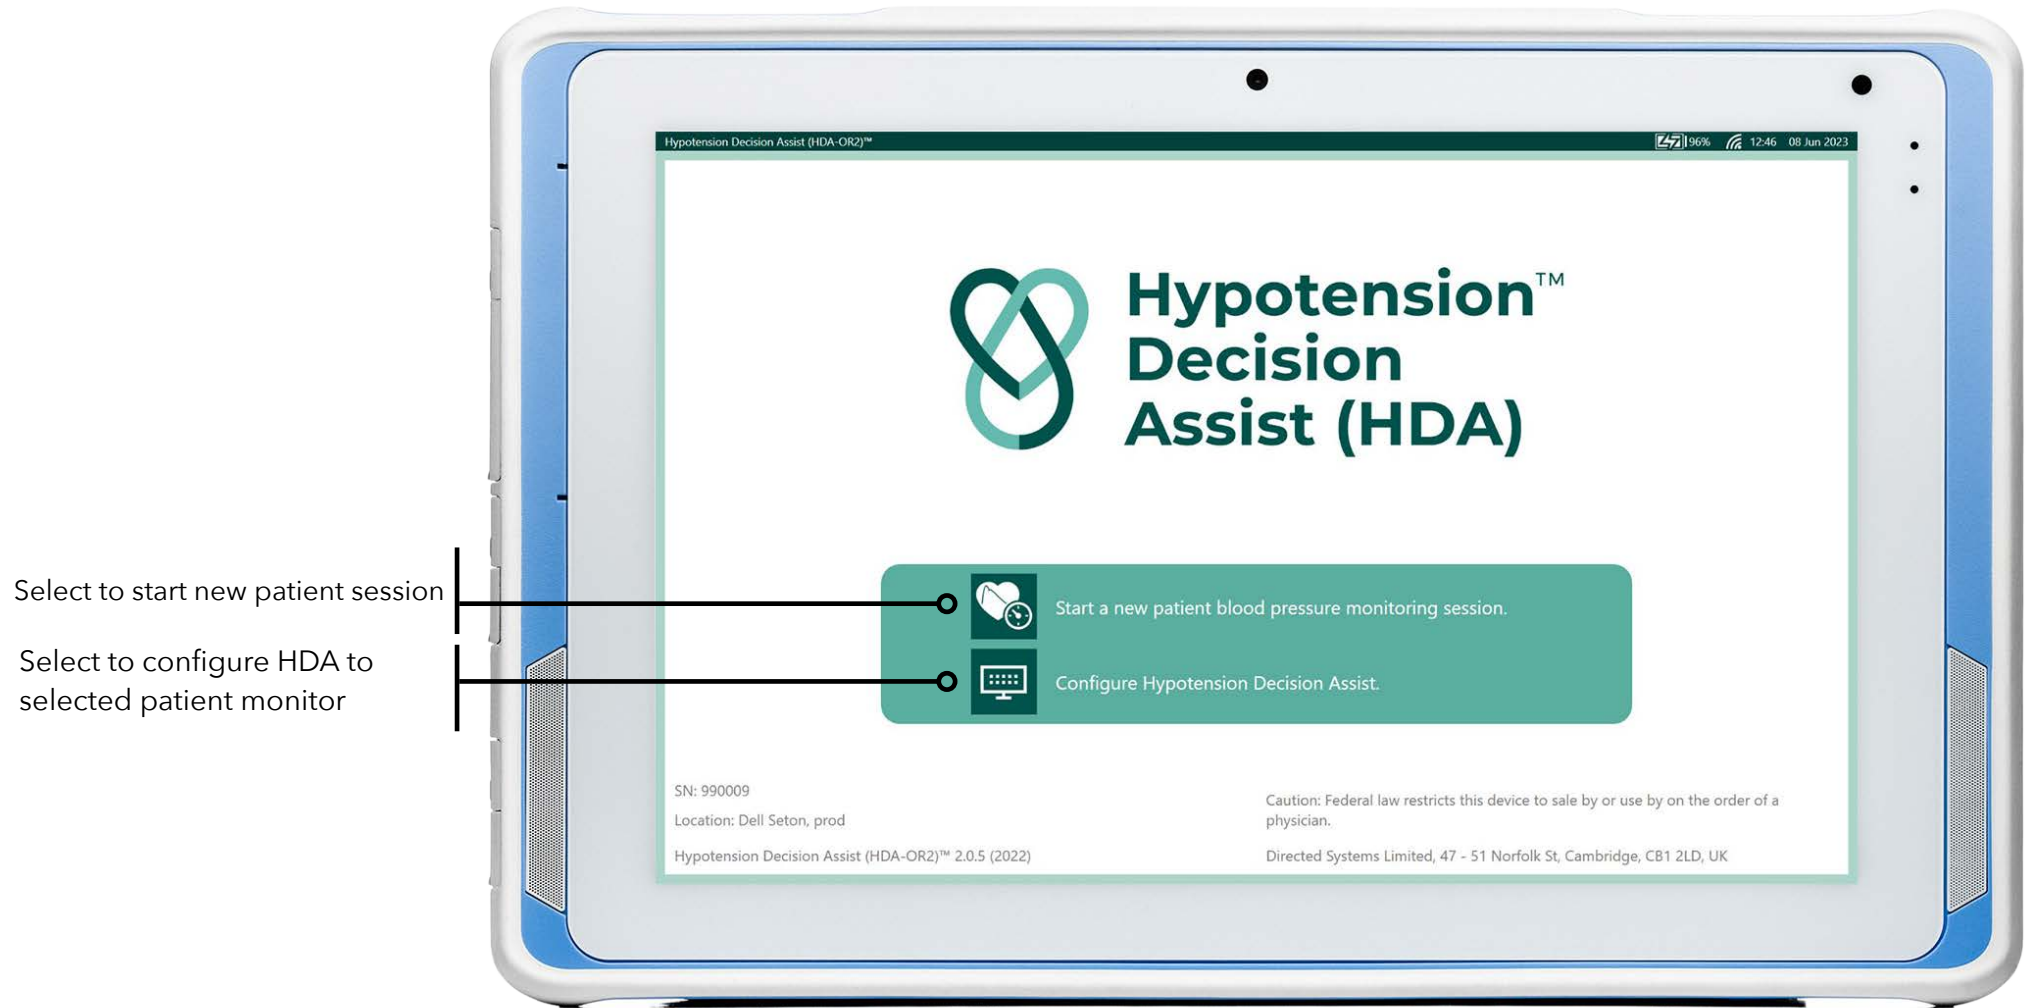 Hypotension Decision Assist (HDA-OR2)™ 96% 12:46 08 Jun 2023
Hypotension™
Decision
Assist (HDA)
Select to start new patient session
Start a new patient blood pressure monitoring session.
Select to configure HDA to
selected patient monitor
Configure Hypotension Decision Assist.
SN: 990009
Location: Dell Seton, prod
Hypotension Decision Assist (HDA-OR2)™ 2.0.5 (2022)
Caution: Federal law restricts this device to sale by or use by on the order of a
physician.
Directed Systems Limited, 47 - 51 Norfolk St, Cambridge, CB1 2LD, UK